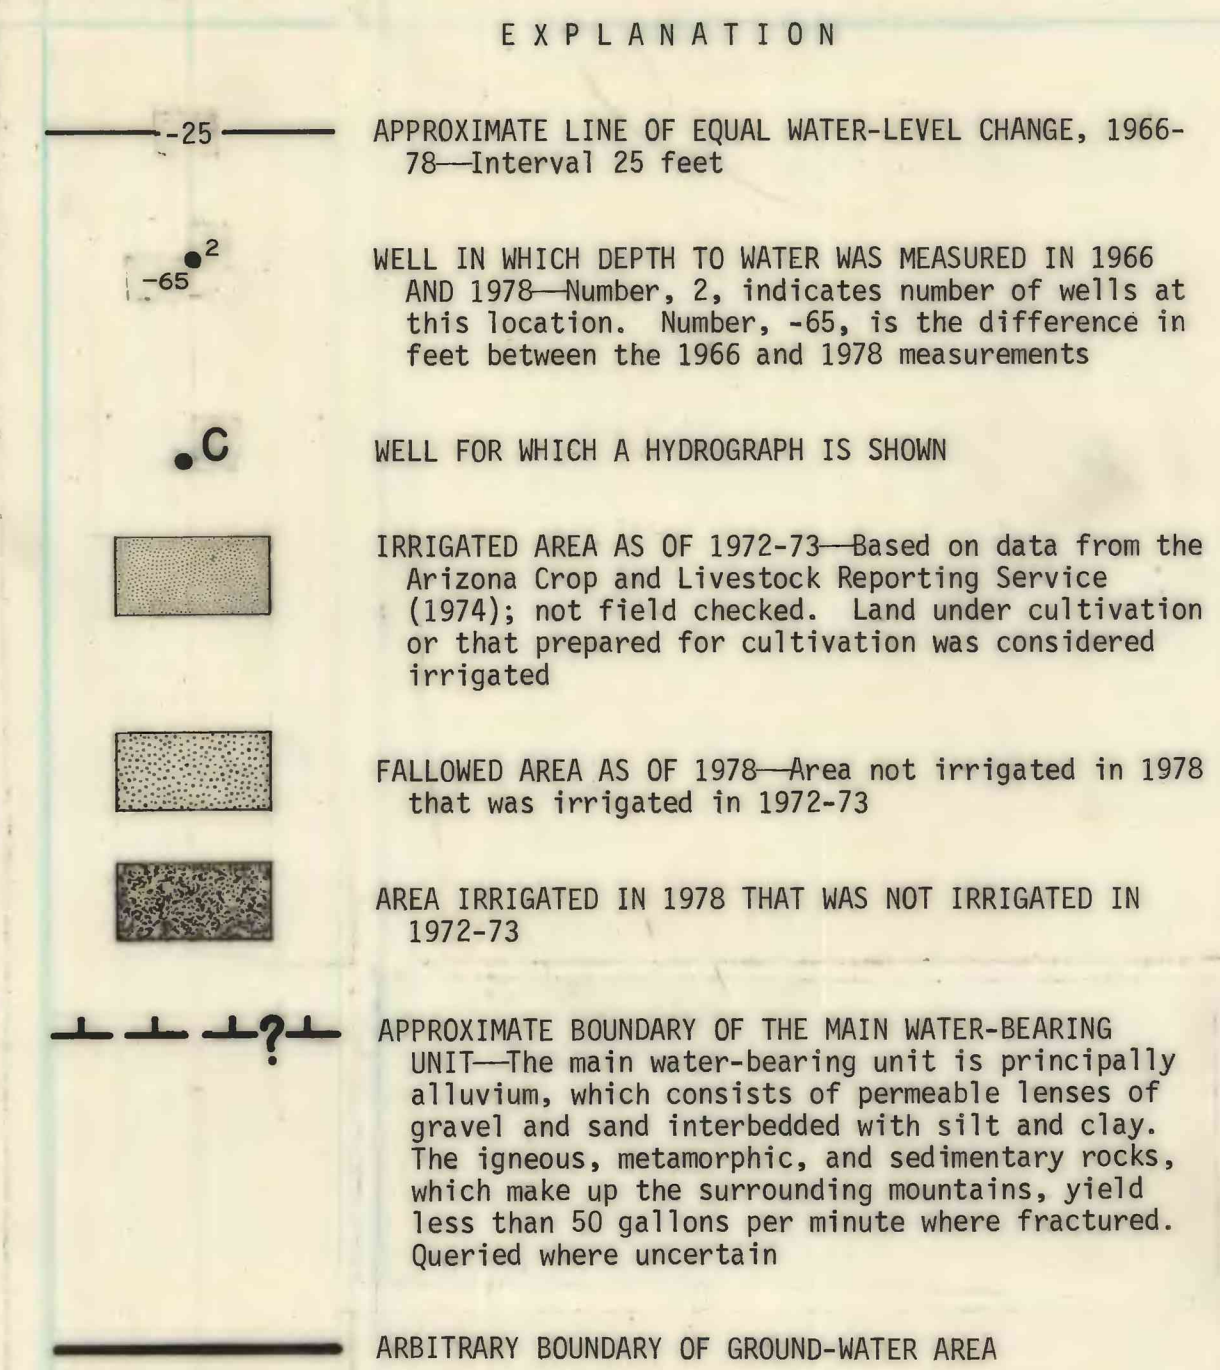 EXPLANATION
-25
APPROXIMATE LINE OF EQUAL WATER-LEVEL CHANGE, 1966-
78—Interval 25 feet
2
-65
WELL IN WHICH DEPTH TO WATER WAS MEASURED IN 1966
AND 1978—Number, 2, indicates number of wells at
this location. Number, -65, is the difference in
feet between the 1966 and 1978 measurements
C
WELL FOR WHICH A HYDROGRAPH IS SHOWN
IRRIGATED AREA AS OF 1972-73—Based on data from the
Arizona Crop and Livestock Reporting Service
(1974); not field checked. Land under cultivation
or that prepared for cultivation was considered
irrigated
FALLOWED AREA AS OF 1978—Area not irrigated in 1978
that was irrigated in 1972-73
AREA IRRIGATED IN 1978 THAT WAS NOT IRRIGATED IN
1972-73
?
APPROXIMATE BOUNDARY OF THE MAIN WATER-BEARING
UNIT—The main water-bearing unit is principally
alluvium, which consists of permeable lenses of
gravel and sand interbedded with silt and clay.
The igneous, metamorphic, and sedimentary rocks,
which make up the surrounding mountains, yield
less than 50 gallons per minute where fractured.
Queried where uncertain
ARBITRARY BOUNDARY OF GROUND-WATER AREA